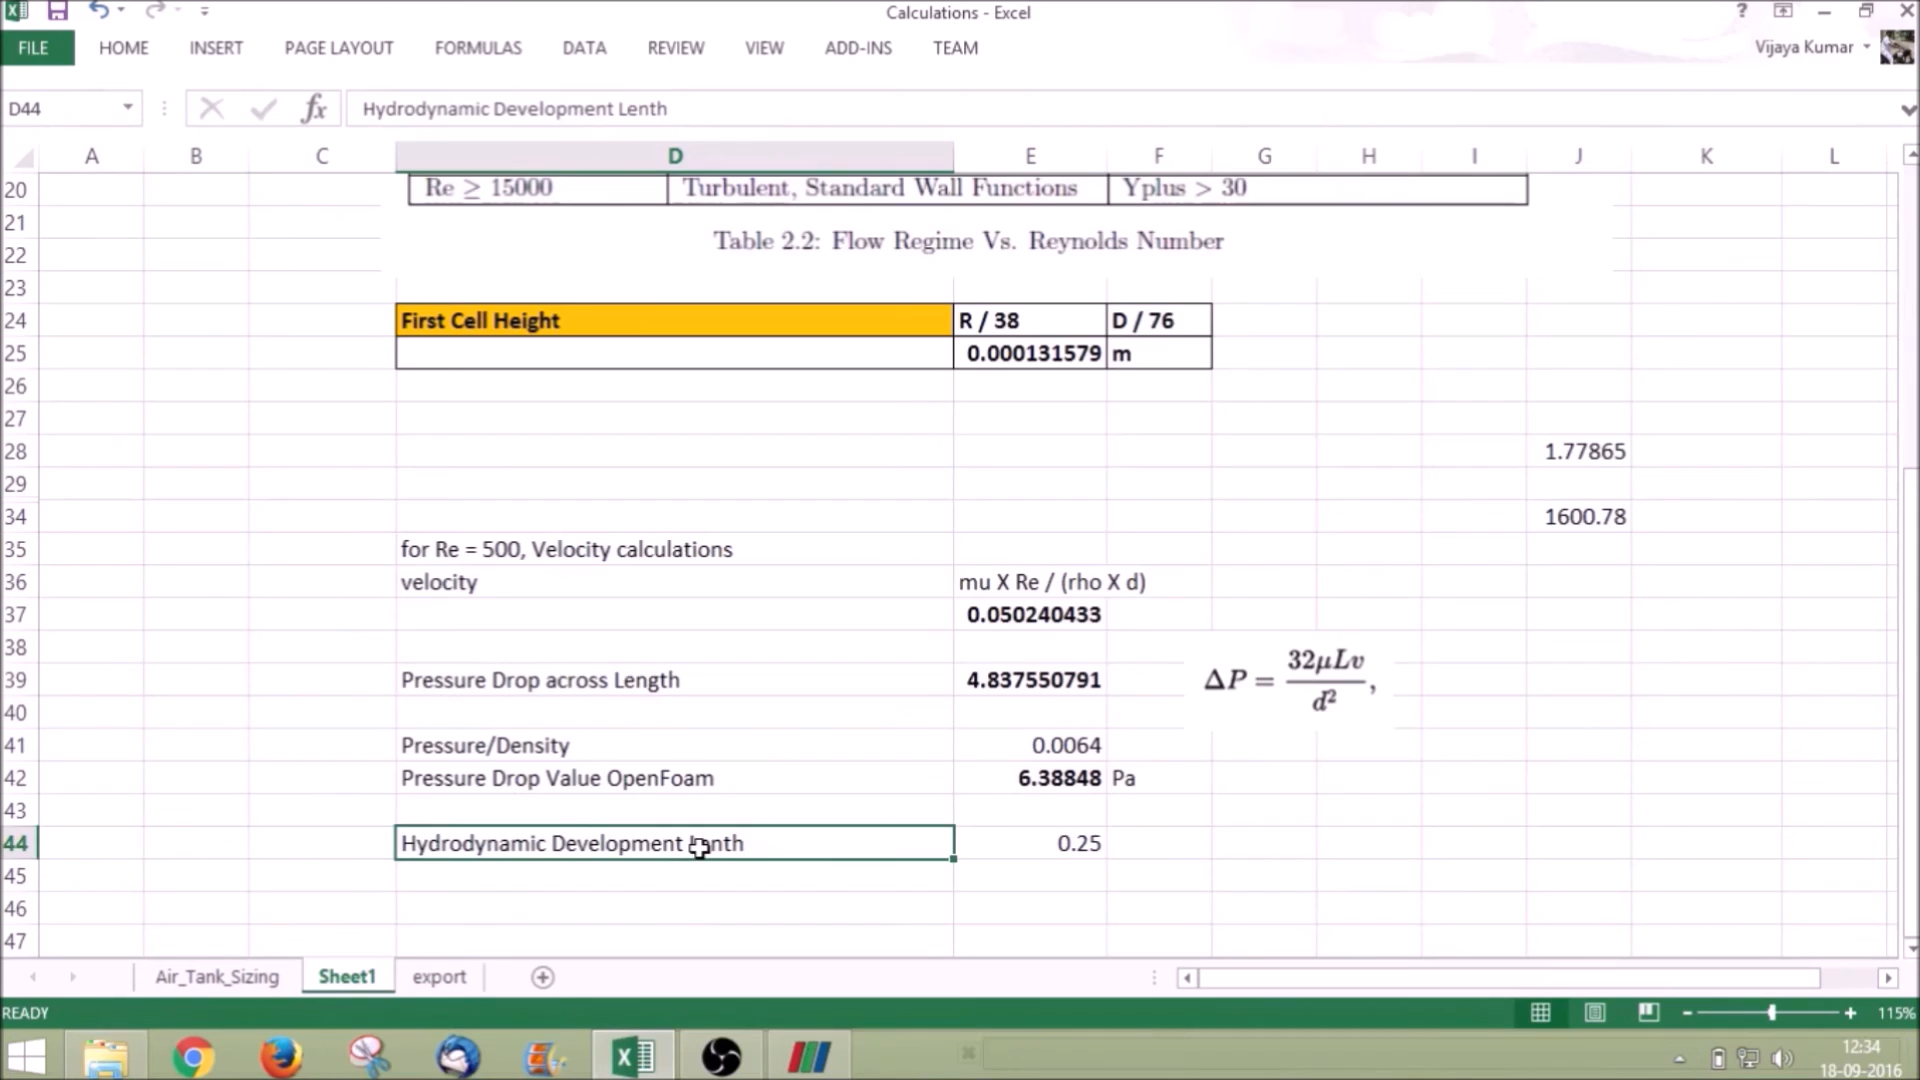 Calculations - Excel
?
FILE HOME INSERT PAGE LAYOUT FORMULAS DATA REVIEW VIEW ADD-INS TEAM Vijaya Kumar
D44 fx Hydrodynamic Development Lenth
A B C D E F G H I J K L
20 Re ≥ 15000 Turbulent, Standard Wall Functions Yplus > 30
21
22 Table 2.2: Flow Regime Vs. Reynolds Number
23
24 First Cell Height R / 38 D / 76
25 0.000131579 m
26
27
28 1.77865
29
34 1600.78
35 for Re = 500, Velocity calculations
36 velocity mu X Re / (rho X d)
37 0.050240433
38
39 Pressure Drop across Length 4.837550791 ΔP = 32μLv / d²,
40
41 Pressure/Density 0.0064
42 Pressure Drop Value OpenFoam 6.38848 Pa
43
44 Hydrodynamic Development Lenth 0.25
45
46
47
Air_Tank_Sizing Sheet1 export
READY 115%
12:34
18-09-2016